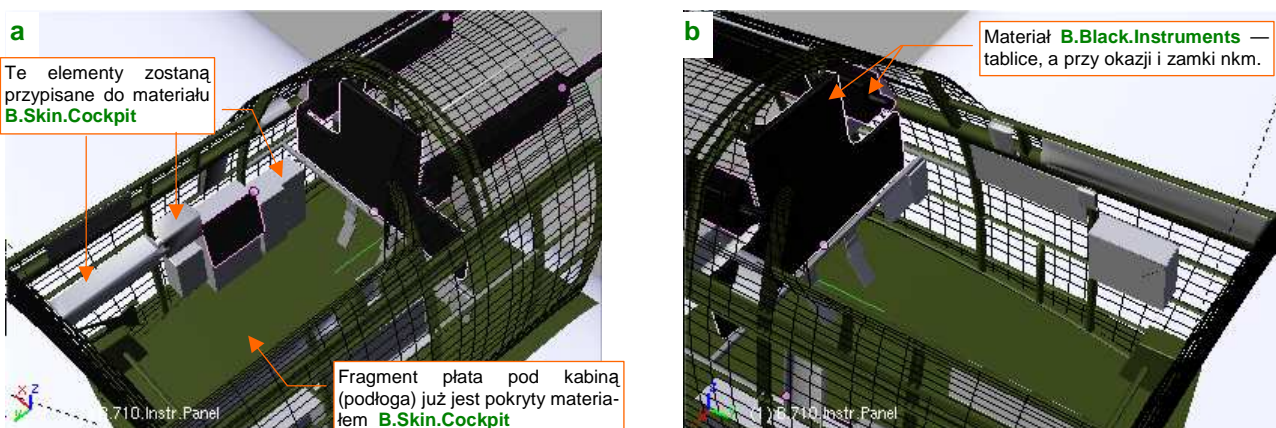 a
Te elementy zostaną
przypisane do materiału
B.Skin.Cockpit
Fragment płata pod kabiną
(podłoga) już jest pokryty materia-
łem B.Skin.Cockpit
.710.Instr.Panel
b
Materiał B.Black.Instruments —
tablice, a przy okazji i zamki nkm.
(1) B.710.Instr.Panel